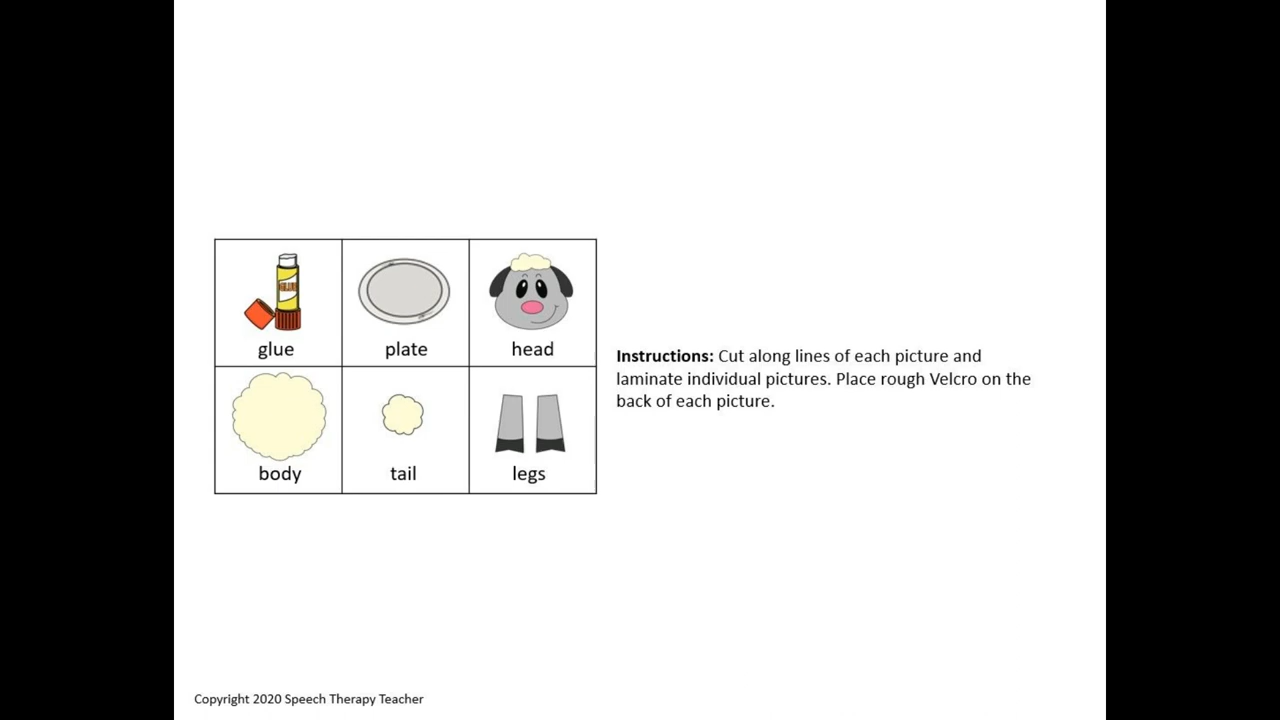 GLUE
glue
plate
head
body
tail
legs
Instructions: Cut along lines of each picture and
laminate individual pictures. Place rough Velcro on the
back of each picture.
Copyright 2020 Speech Therapy Teacher